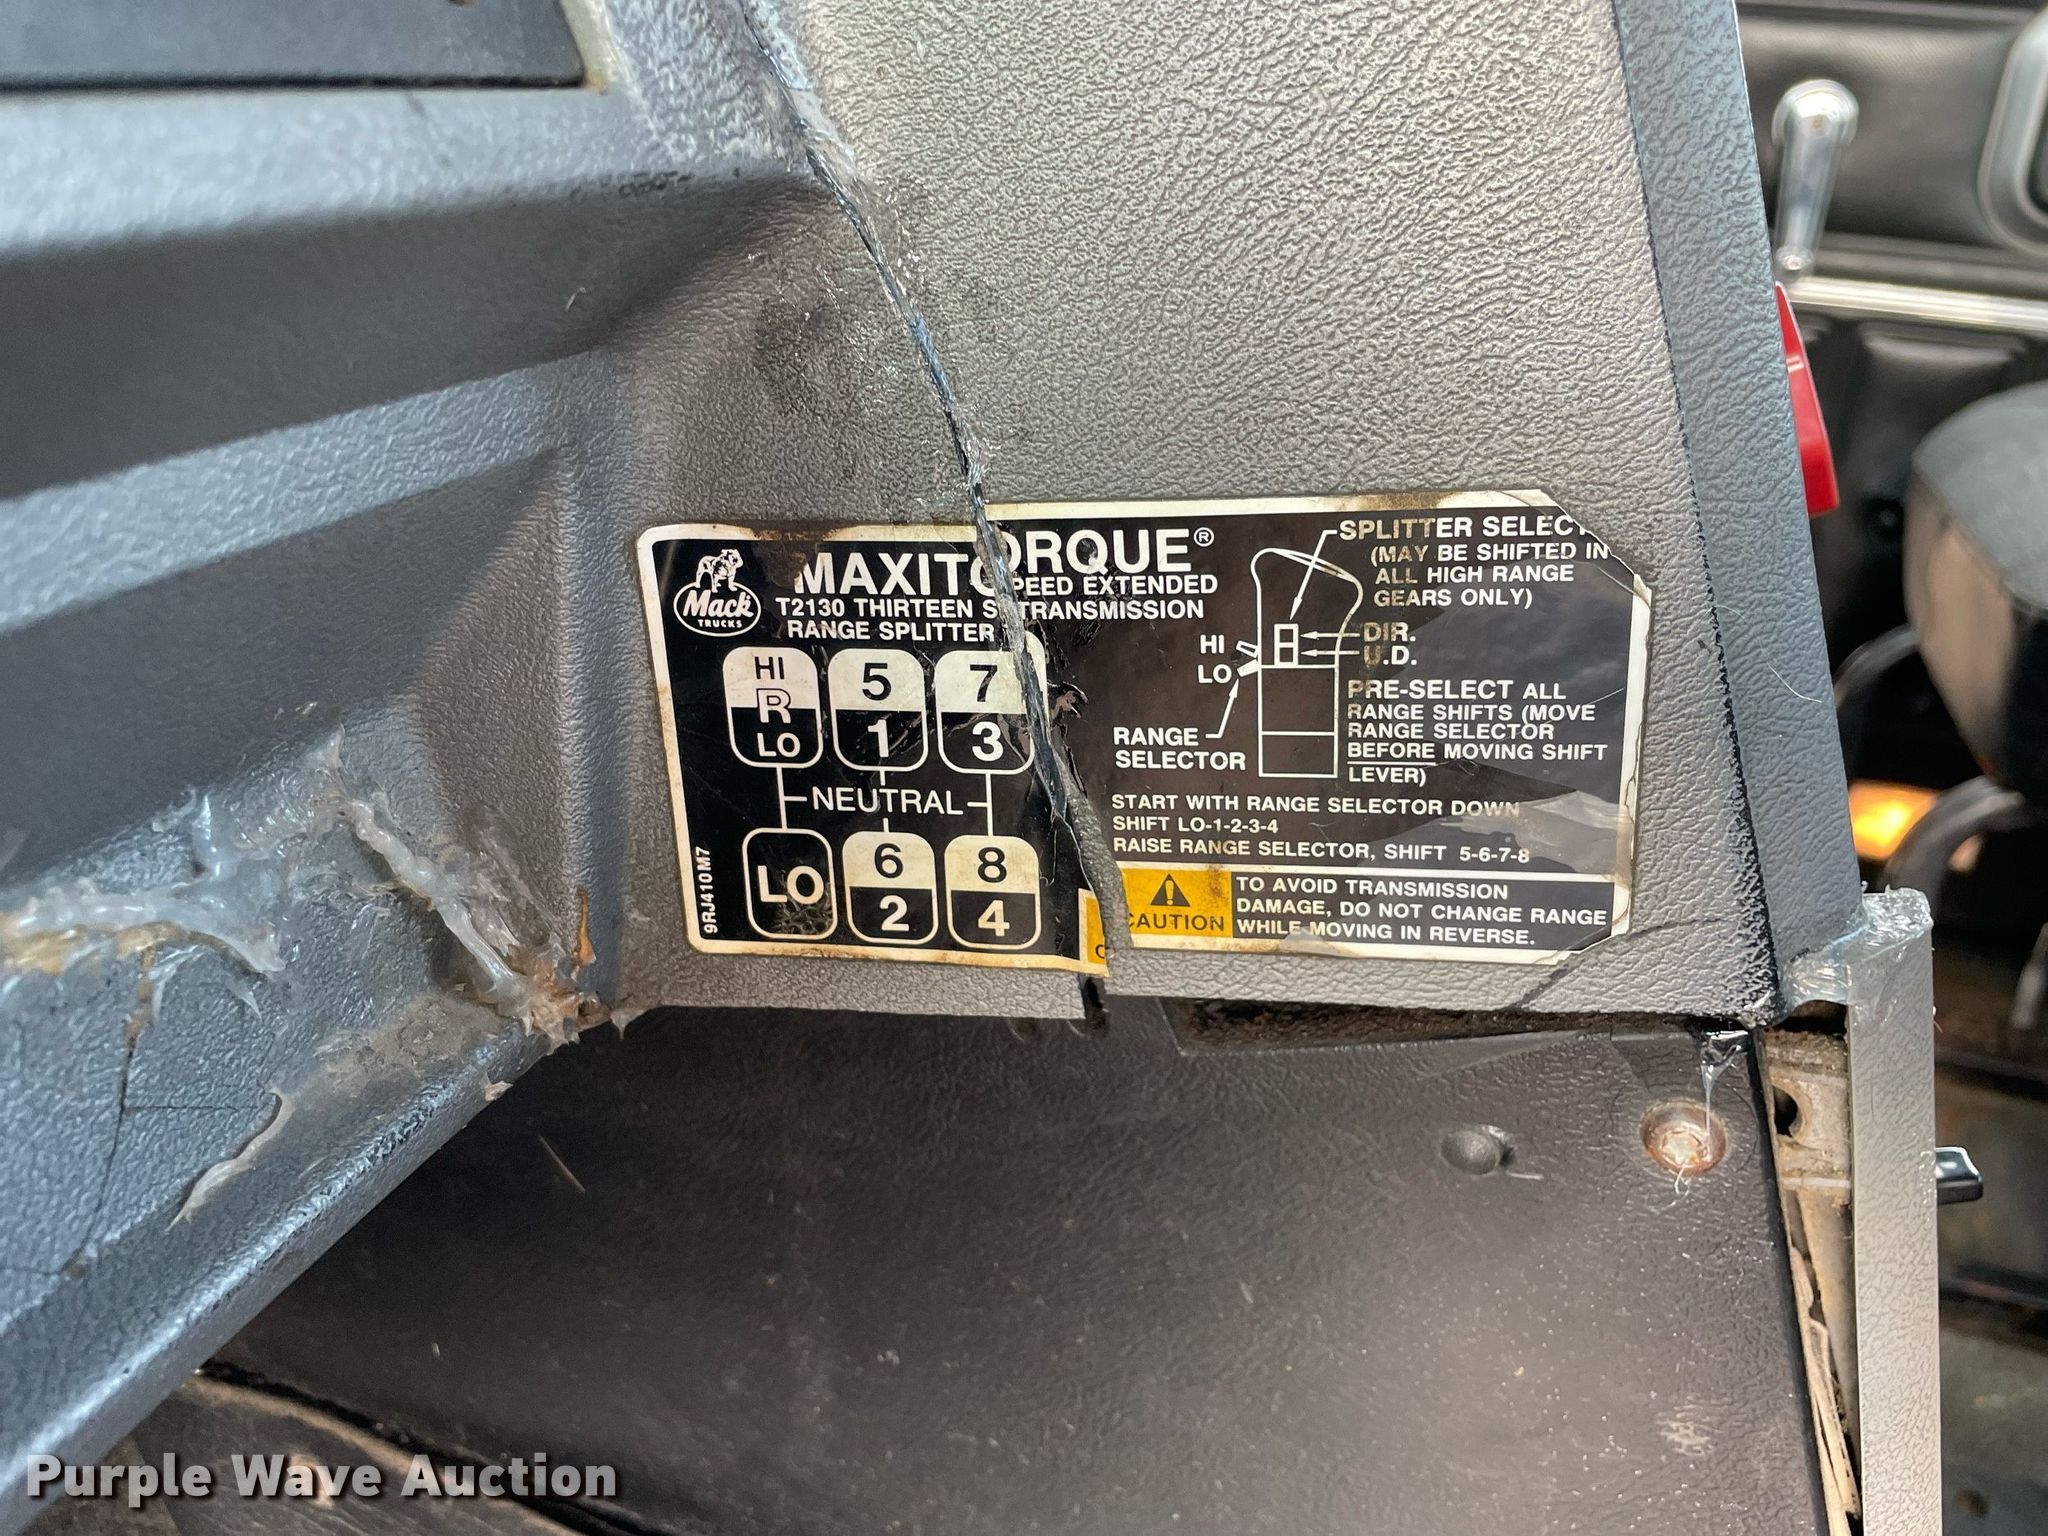 Mack
TRUCKS
MAXITORQUE®
T2130 THIRTEEN SPEED EXTENDED
RANGE SPLITTER TRANSMISSION
HI
R
LO
5
1
7
3
NEUTRAL
LO
6
2
8
4
9RJ410M7
SPLITTER SELEC
(MAY BE SHIFTED IN
ALL HIGH RANGE
GEARS ONLY)
HI
LO
DIR.
U.D.
RANGE
SELECTOR
PRE-SELECT ALL
RANGE SHIFTS (MOVE
RANGE SELECTOR
BEFORE MOVING SHIFT
LEVER)
START WITH RANGE SELECTOR DOWN
SHIFT LO-1-2-3-4
RAISE RANGE SELECTOR, SHIFT 5-6-7-8
CAUTION
TO AVOID TRANSMISSION
DAMAGE, DO NOT CHANGE RANGE
WHILE MOVING IN REVERSE.
Purple Wave Auction